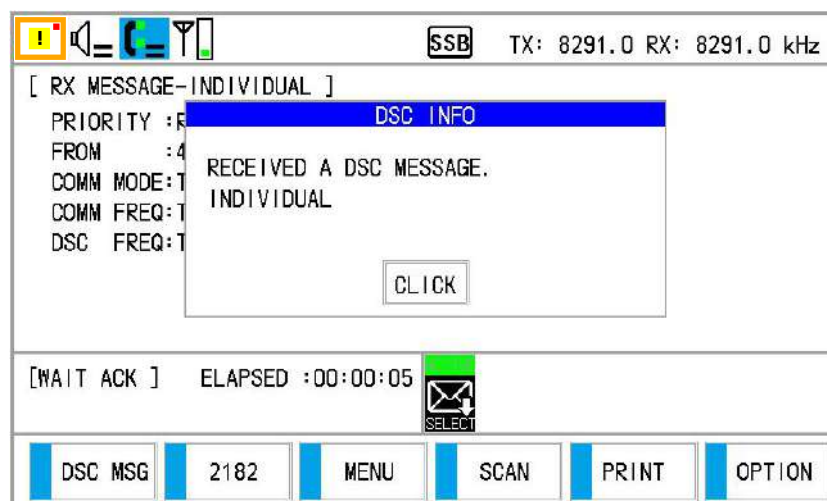 !
SSB TX: 8291.0 RX: 8291.0 kHz
[ RX MESSAGE-INDIVIDUAL ]
PRIORITY :R
FROM :4
COMM MODE:T
COMM FREQ:T
DSC FREQ:T
DSC INFO
RECEIVED A DSC MESSAGE.
INDIVIDUAL
CLICK
[WAIT ACK ] ELAPSED :00:00:05
SELECT
DSC MSG 2182 MENU SCAN PRINT OPTION